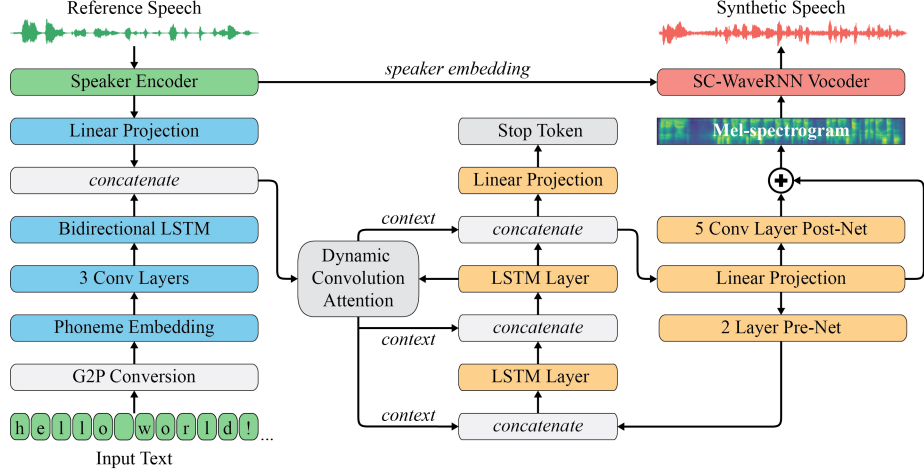 Reference Speech
Speaker Encoder
Linear Projection
concatenate
Bidirectional LSTM
3 Conv Layers
Phoneme Embedding
G2P Conversion
h e l l o w o r l d ! ...
Input Text
speaker embedding
Stop Token
Linear Projection
context
concatenate
Dynamic
Convolution
Attention
LSTM Layer
context
concatenate
LSTM Layer
context
concatenate
Synthetic Speech
SC-WaveRNN Vocoder
Mel-spectrogram
+
5 Conv Layer Post-Net
Linear Projection
2 Layer Pre-Net